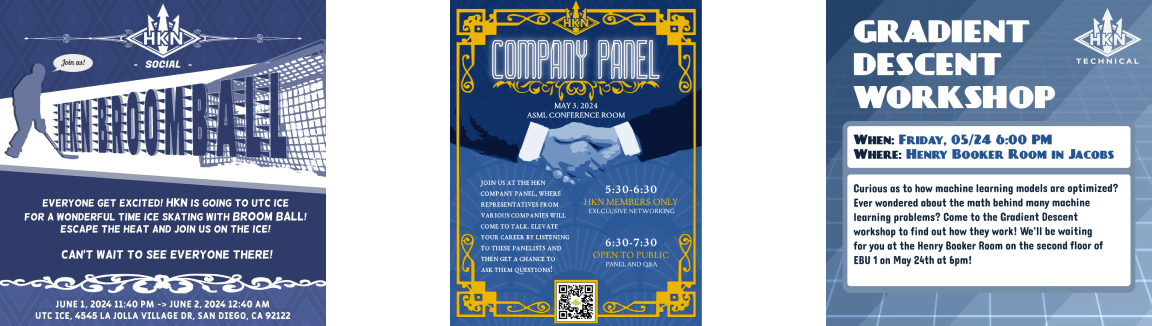 HKN
- SOCIAL -
Join us!
HKN BROOMBALL
EVERYONE GET EXCITED! HKN IS GOING TO UTC ICE
FOR A WONDERFUL TIME ICE SKATING WITH BROOM BALL!
ESCAPE THE HEAT AND JOIN US ON THE ICE!
CAN'T WAIT TO SEE EVERYONE THERE!
JUNE 1, 2024 11:40 PM -> JUNE 2, 2024 12:40 AM
UTC ICE, 4545 LA JOLLA VILLAGE DR, SAN DIEGO, CA 92122
HKN
COMPANY PANEL
MAY 3, 2024
ASML CONFERENCE ROOM
JOIN US AT THE HKN
COMPANY PANEL, WHERE
REPRESENTATIVES FROM
VARIOUS COMPANIES WILL
COME TO TALK. ELEVATE
YOUR CAREER BY LISTENING
TO THESE PANELISTS AND
THEN GET A CHANCE TO
ASK THEM QUESTIONS!
5:30-6:30
HKN MEMBERS ONLY
EXLCLUSIVE NETWORKING
6:30-7:30
OPEN TO PUBLIC
PANEL AND Q&A
GRADIENT
DESCENT
WORKSHOP
HKN
TECHNICAL
WHEN: FRIDAY, 05/24 6:00 PM
WHERE: HENRY BOOKER ROOM IN JACOBS
Curious as to how machine learning models are optimized?
Ever wondered about the math behind many machine
learning problems? Come to the Gradient Descent
workshop to find out how they work! We'll be waiting
for you at the Henry Booker Room on the second floor of
EBU 1 on May 24th at 6pm!